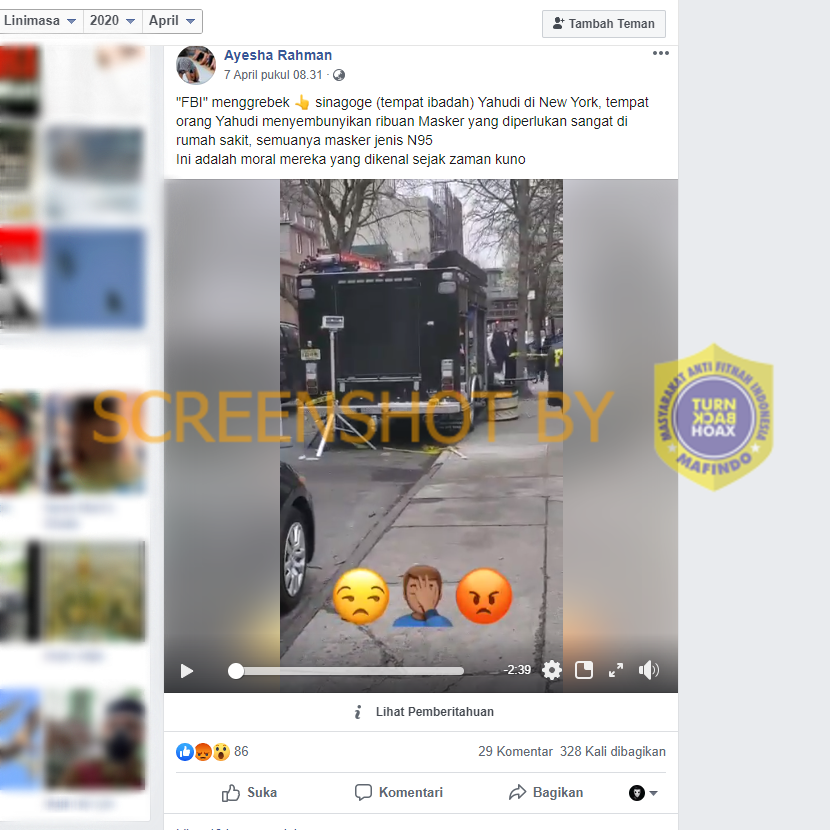 Linimasa 2020 April
Tambah Teman
Ayesha Rahman
7 April pukul 08.31 ·
"FBI" menggrebek 👆 sinagoge (tempat ibadah) Yahudi di New York, tempat
orang Yahudi menyembunyikan ribuan Masker yang diperlukan sangat di
rumah sakit, semuanya masker jenis N95
Ini adalah moral mereka yang dikenal sejak zaman kuno
SCREENSHOT BY
MASYARAKAT ANTI FITNAH INDONESIA
TURN
BACK
HOAX
MAFINDO
-2:39
Lihat Pemberitahuan
86
29 Komentar 328 Kali dibagikan
Suka Komentari Bagikan